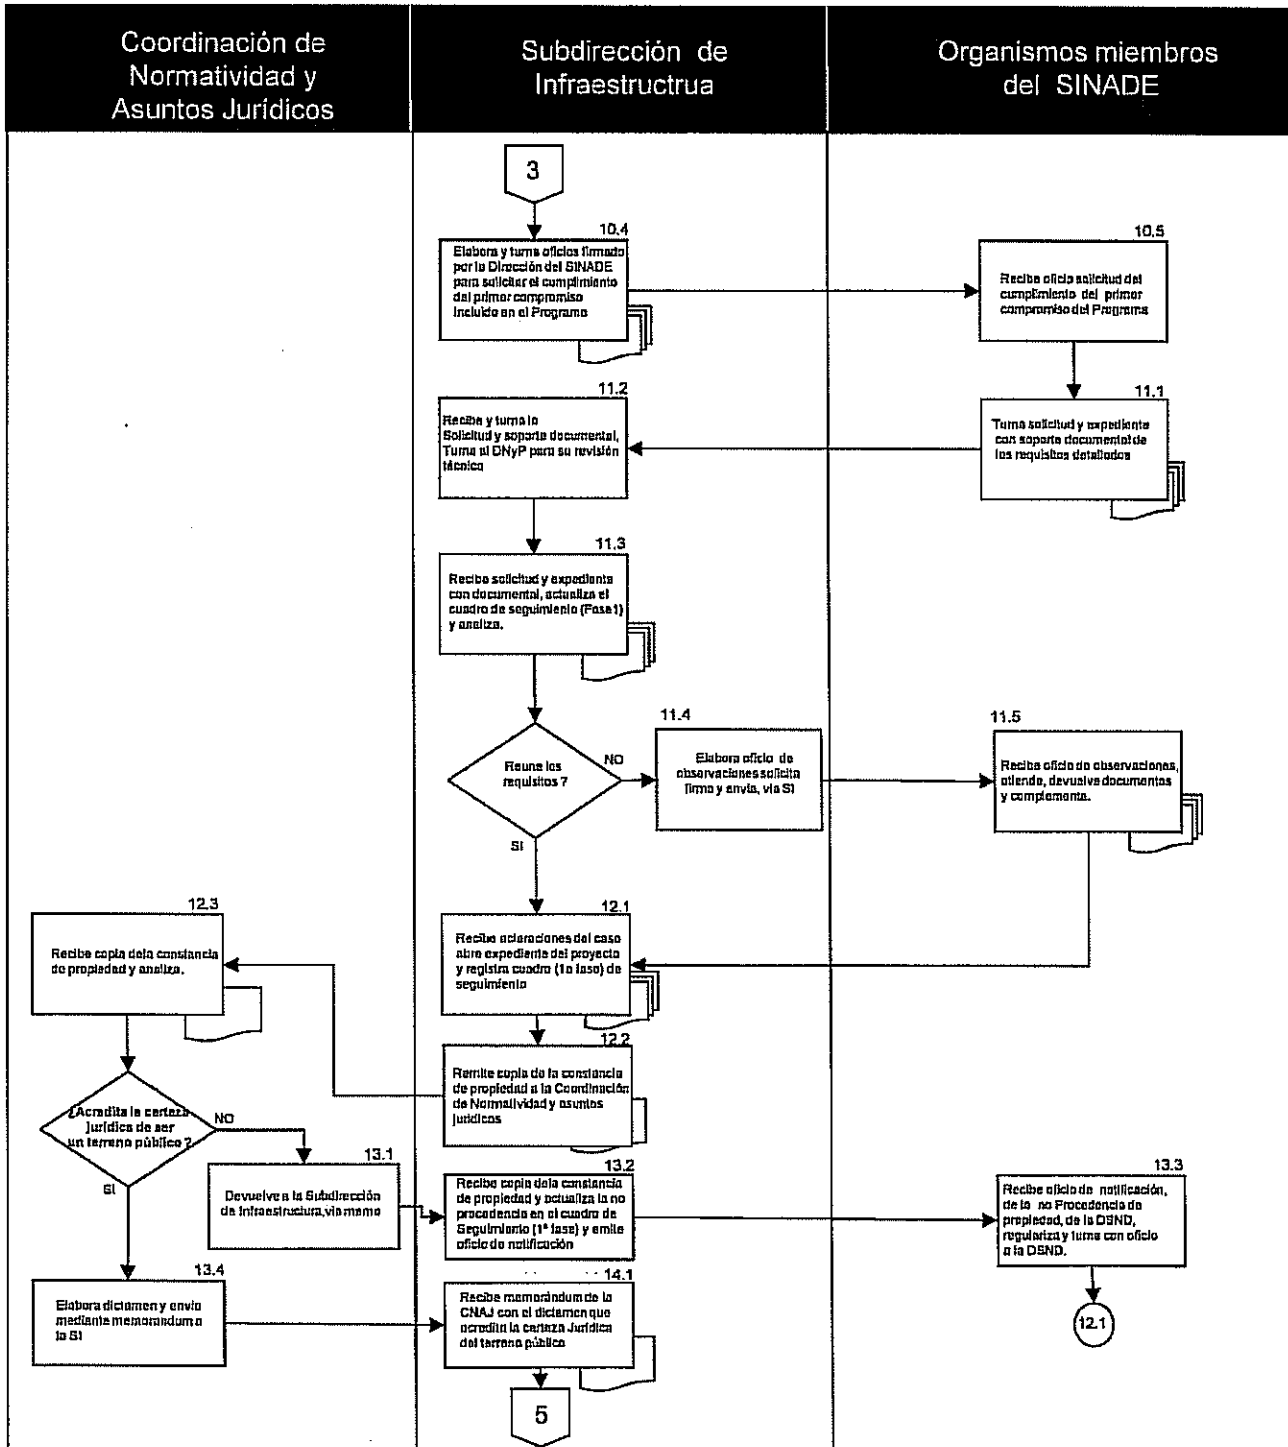 Coordinación de
Normatividad y
Asuntos Jurídicos
Subdirección de
Infraestructrua
Organismos miembros
del SINADE
3
10.4
Elabora y turna oficios firmado
por la Dirección del SINADE
para solicitar el cumplimiento
del primer compromiso
incluido en el Programa
10.5
Recibe oficio solicitud del
cumplimiento del primer
compromiso del Programa
11.2
Recibe y turna la
Solicitud y soporte documental,
Turna al DNyP para su revisión
técnica
11.1
Turna solicitud y expediente
con soporte documental de
los requisitos detallados
11.3
Recibe solicitud y expediente
con documental, actualiza el
cuadro de seguimiento (Fase1)
y analiza.
Reune los
requisitos ?
NO
SI
11.4
Elabora oficio de
observaciones solicita
firma y envia, via SI
11.5
Recibe oficio de observaciones,
atiende, devuelve documentos
y complementa.
12.3
Recibe copia dela constancia
de propiedad y analiza.
12.1
Recibe aclaraciones del caso
abre expediente del proyecto
y registra cuadro (1a fase) de
seguimiento
12.2
Remite copia de la constancia
de propiedad a la Coordinación
de Normatividad y asuntos
jurídicos
¿Acredita la certeza
jurídica de ser
un terreno público ?
NO
SI
13.1
Devuelve a la Subdirección
de Infraestructura, via memo
13.2
Recibe copia dela constancia
de propiedad y actualiza la no
procedencia en el cuadro de
Seguimiento (1ª fase) y emite
oficio de notificación
13.3
Recibe oficio de notificación,
de la no Procedencia de
propiedad, de la DSND,
regulariza y turna con oficio
a la DSND.
13.4
Elabora dictamen y envía
mediante memorándum a
la SI
14.1
Recibe memorándum de la
CNAJ con el dictamen que
acredita la certeza Jurídica
del terreno público
12.1
5